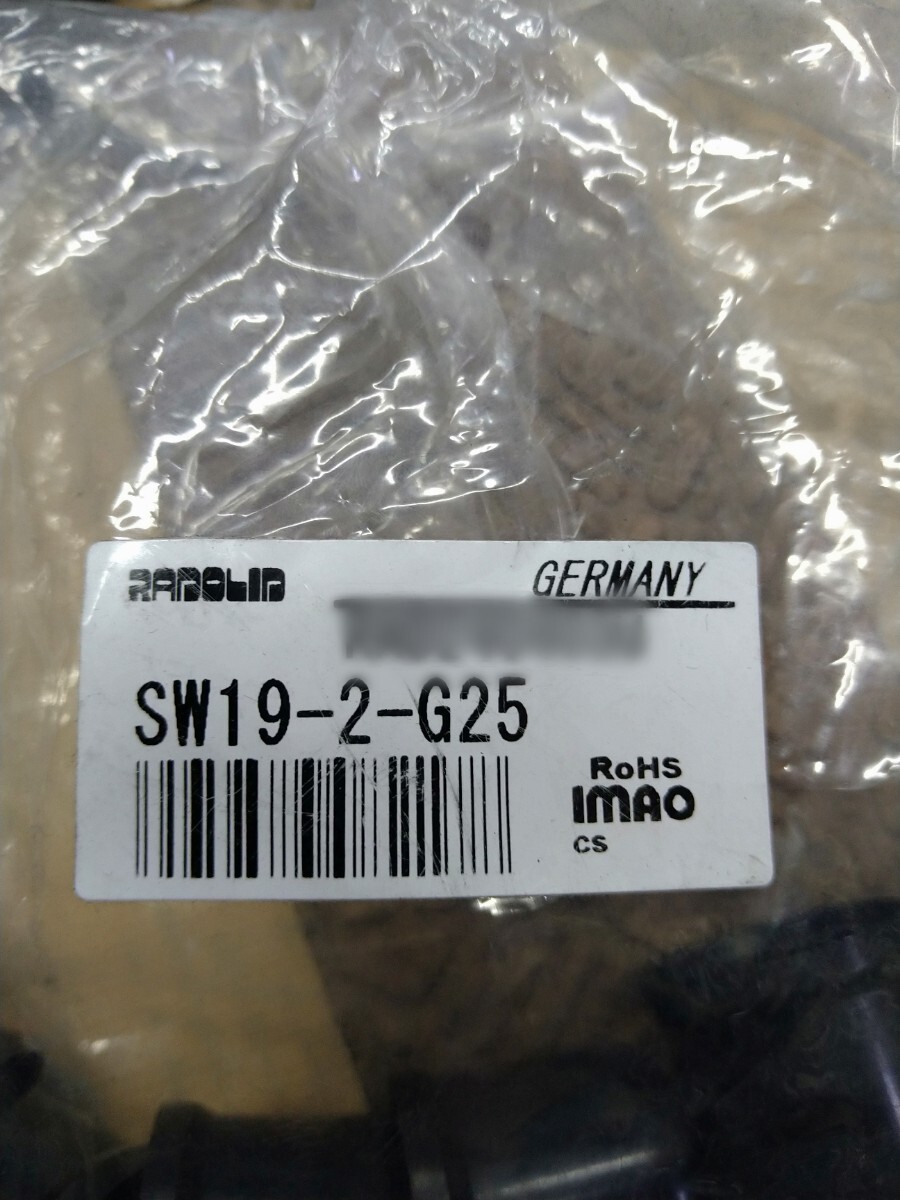 RADOLID GERMANY
SW19-2-G25
RoHS
IMAO
CS